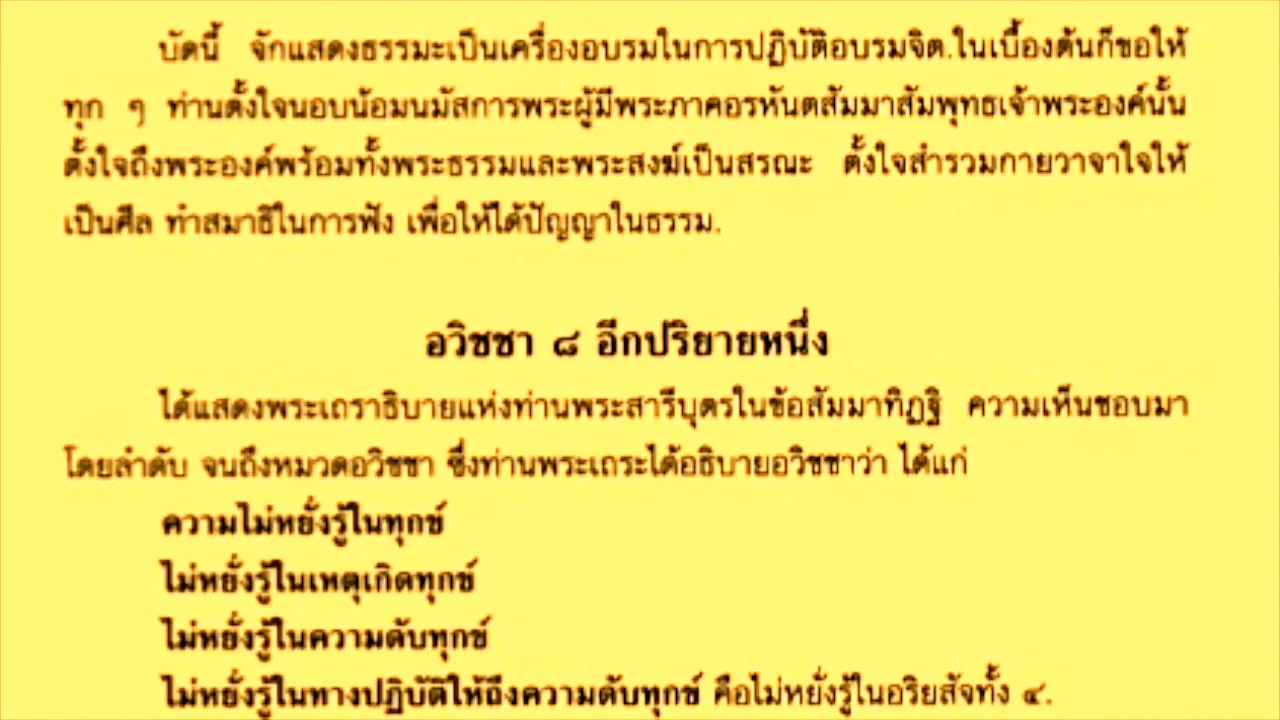 บัดนี้ จักแสดงธรรมะเป็นเครื่องอบรมในการปฏิบัติอบรมจิต.ในเบื้องต้นก็ขอให้
ทุก ๆ ท่านตั้งใจนอบน้อมนมัสการพระผู้มีพระภาคอรหันตสัมมาสัมพุทธเจ้าพระองค์นั้น
ตั้งใจถึงพระองค์พร้อมทั้งพระธรรมและพระสงฆ์เป็นสรณะ ตั้งใจสำรวมกายวาจาใจให้
เป็นศีล ทำสมาธิในการฟัง เพื่อให้ได้ปัญญาในธรรม.
อวิชชา ๘ อีกปริยายหนึ่ง
ได้แสดงพระเถราธิบายแห่งท่านพระสารีบุตรในข้อสัมมาทิฏฐิ ความเห็นชอบมา
โดยลำดับ จนถึงหมวดอวิชชา ซึ่งท่านพระเถระได้อธิบายอวิชชาว่า ได้แก่
ความไม่หยั่งรู้ในทุกข์
ไม่หยั่งรู้ในเหตุเกิดทุกข์
ไม่หยั่งรู้ในความดับทุกข์
ไม่หยั่งรู้ในทางปฏิบัติให้ถึงความดับทุกข์ คือไม่หยั่งรู้ในอริยสัจทั้ง ๔.